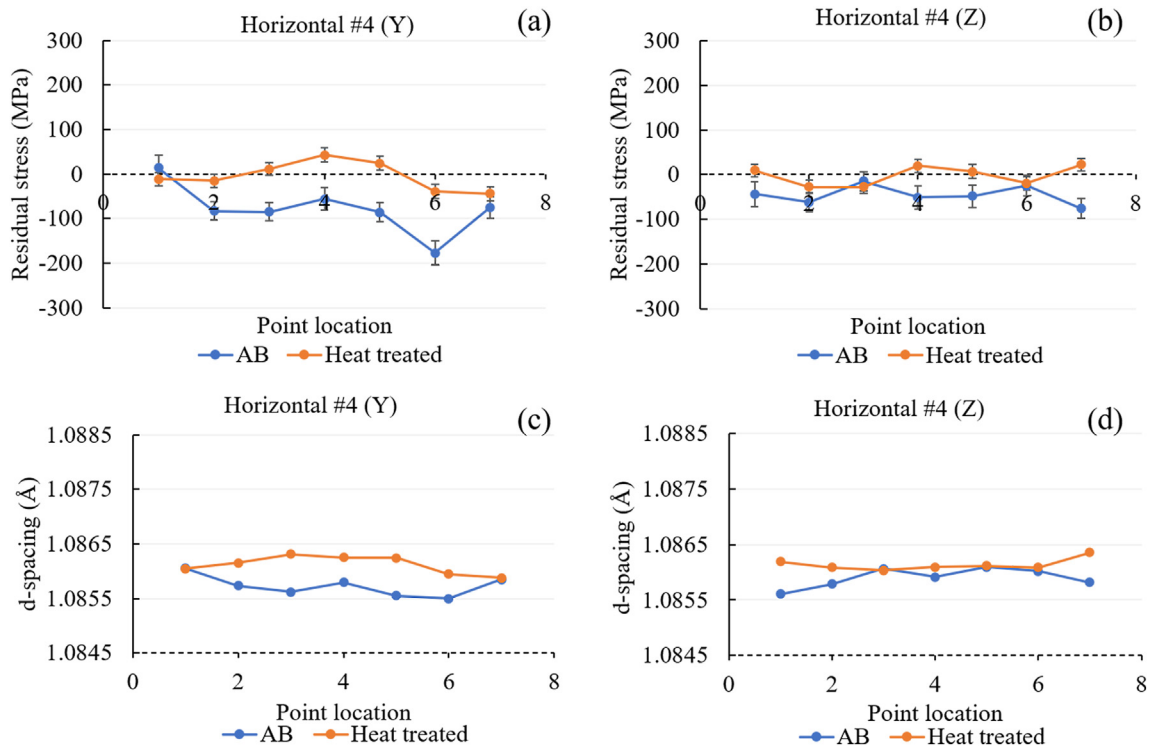 Horizontal #4 (Y)
(a)
Residual stress (MPa)
300
200
100
0
-100
-200
-300
0
2
4
6
8
Point location
AB
Heat treated
Horizontal #4 (Z)
(b)
Residual stress (MPa)
300
200
100
0
-100
-200
-300
0
2
4
6
8
Point location
AB
Heat treated
Horizontal #4 (Y)
(c)
d-spacing (Å)
1.0885
1.0875
1.0865
1.0855
1.0845
0
2
4
6
8
Point location
AB
Heat treated
Horizontal #4 (Z)
(d)
d-spacing (Å)
1.0885
1.0875
1.0865
1.0855
1.0845
0
2
4
6
8
Point location
AB
Heat treated